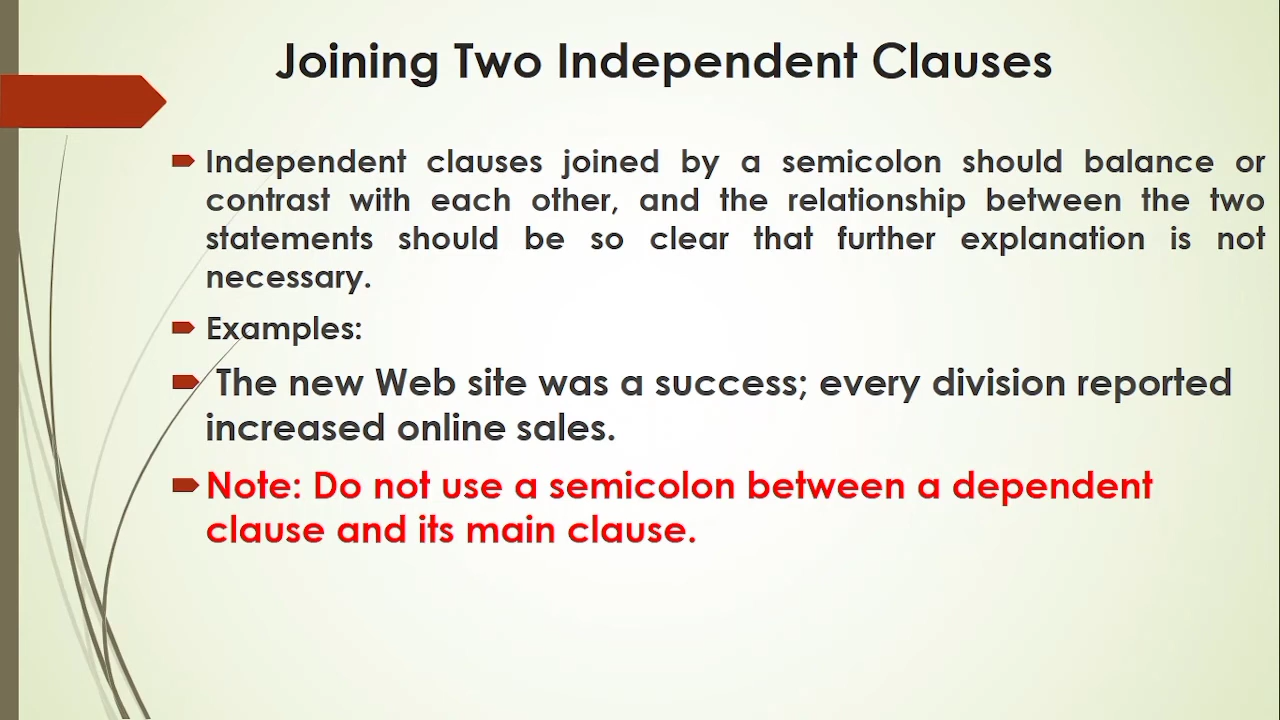 Joining Two Independent Clauses
Independent clauses joined by a semicolon should balance or
contrast with each other, and the relationship between the two
statements should be so clear that further explanation is not
necessary.
Examples:
The new Web site was a success; every division reported
increased online sales.
Note: Do not use a semicolon between a dependent
clause and its main clause.